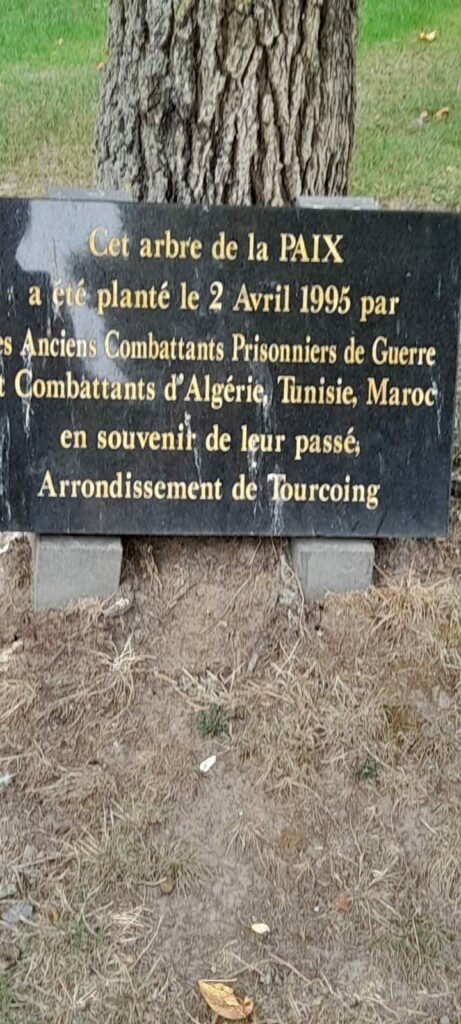 Cet arbre de la PAIX
a été planté le 2 Avril 1995 par
es Anciens Combattants Prisonniers de Guerre
t Combattants d'Algérie, Tunisie, Maroc
en souvenir de leur passé,
Arrondissement de Tourcoing